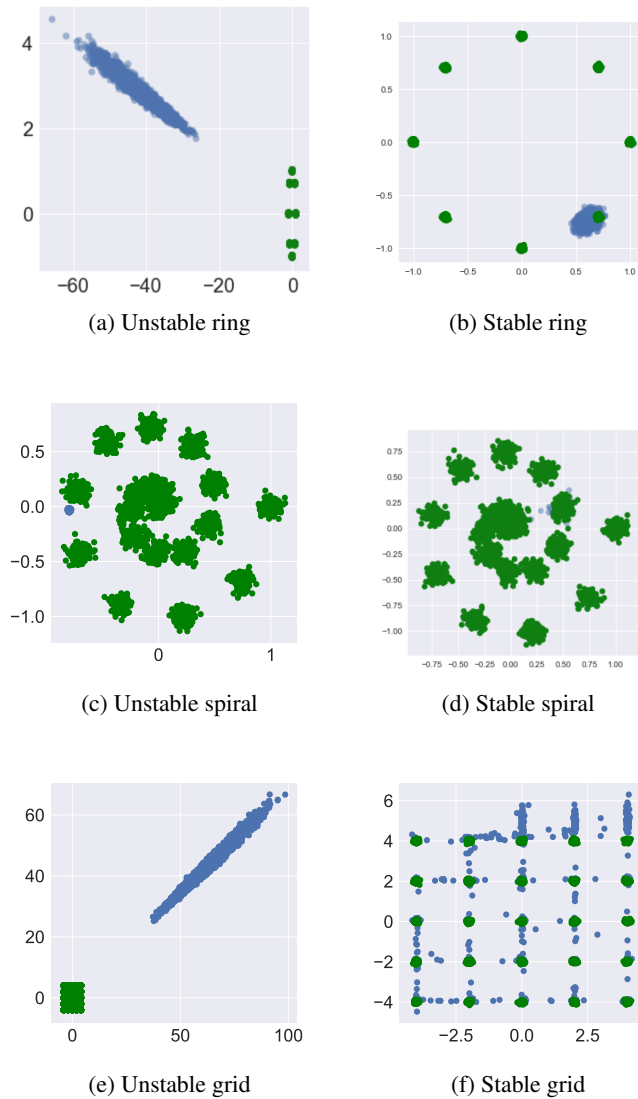 4
2
0
−60 −40 −20 0
(a) Unstable ring
1.0
0.5
0.0
−0.5
−1.0
−1.0 −0.5 0.0 0.5 1.0
(b) Stable ring
0.5
0.0
−0.5
−1.0
0 1
(c) Unstable spiral
0.75
0.50
0.25
0.00
−0.25
−0.50
−0.75
−1.00
−0.75 −0.50 −0.25 0.00 0.25 0.50 0.75 1.00
(d) Stable spiral
60
40
20
0
0 50 100
(e) Unstable grid
6
4
2
0
−2
−4
−2.5 0.0 2.5
(f) Stable grid